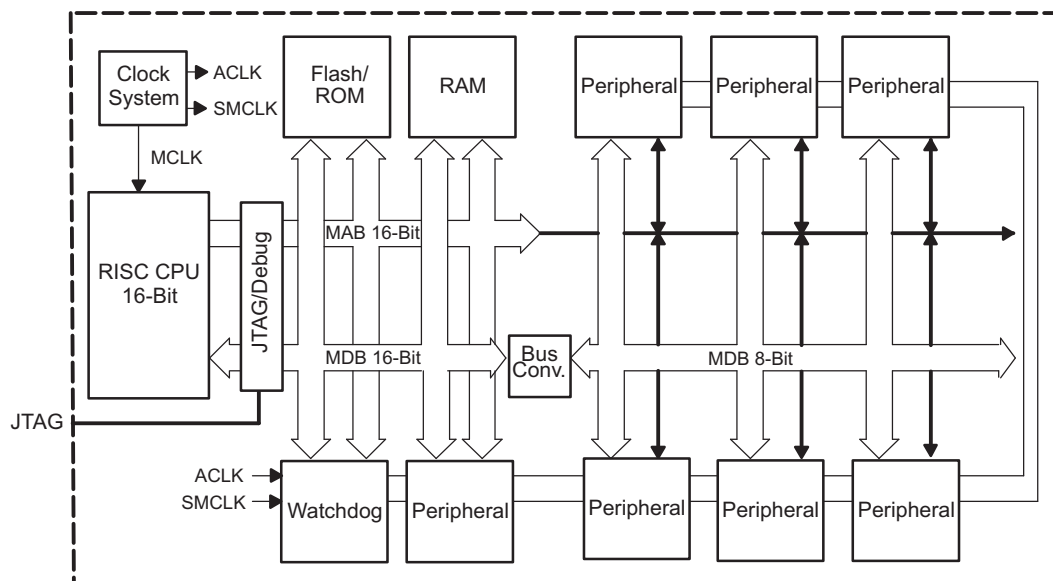 Clock
System
ACLK
SMCLK
MCLK
Flash/
ROM
RAM
Peripheral
Peripheral
Peripheral
RISC CPU
16-Bit
JTAG/Debug
MAB 16-Bit
MDB 16-Bit
Bus
Conv.
MDB 8-Bit
JTAG
ACLK
SMCLK
Watchdog
Peripheral
Peripheral
Peripheral
Peripheral